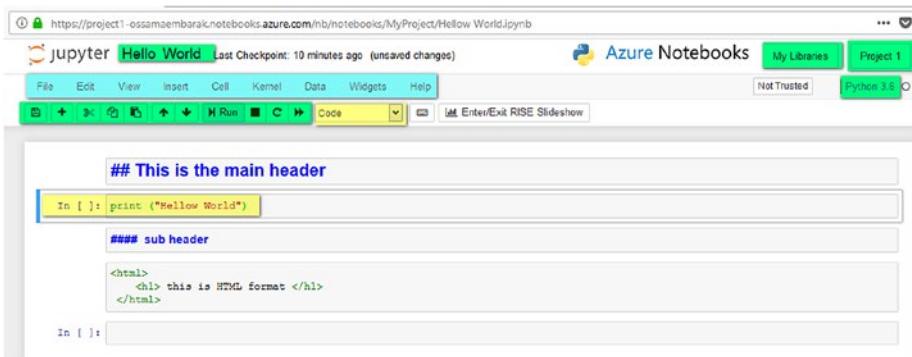 https://project1-ossamaembarak.notebooks.azure.com/nb/notebooks/MyProject/Hellow World.ipynb
jupyter Hello World Last Checkpoint: 10 minutes ago (unsaved changes) Azure Notebooks My Libraries Project 1
File Edit View Insert Cell Kernel Data Widgets Help Not Trusted Python 3.6
Run Code Enter/Exit RISE Slideshow
## This is the main header
In [ ]: print ("Hellow World")
#### sub header
<html>
<h1> this is HTML format </h1>
</html>
In [ ]: